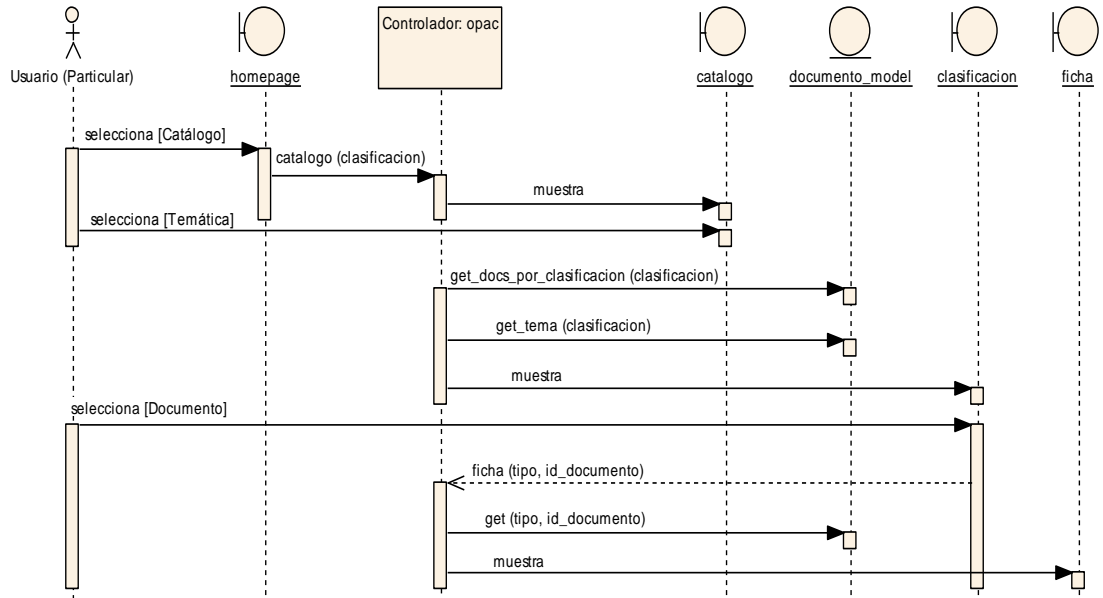 Controlador: opac
Usuario (Particular)
homepage
catalogo
documento_model
clasificacion
ficha
selecciona [Catálogo]
catalogo (clasificacion)
muestra
selecciona [Temática]
get_docs_por_clasificacion (clasificacion)
get_tema (clasificacion)
muestra
selecciona [Documento]
ficha (tipo, id_documento)
get (tipo, id_documento)
muestra